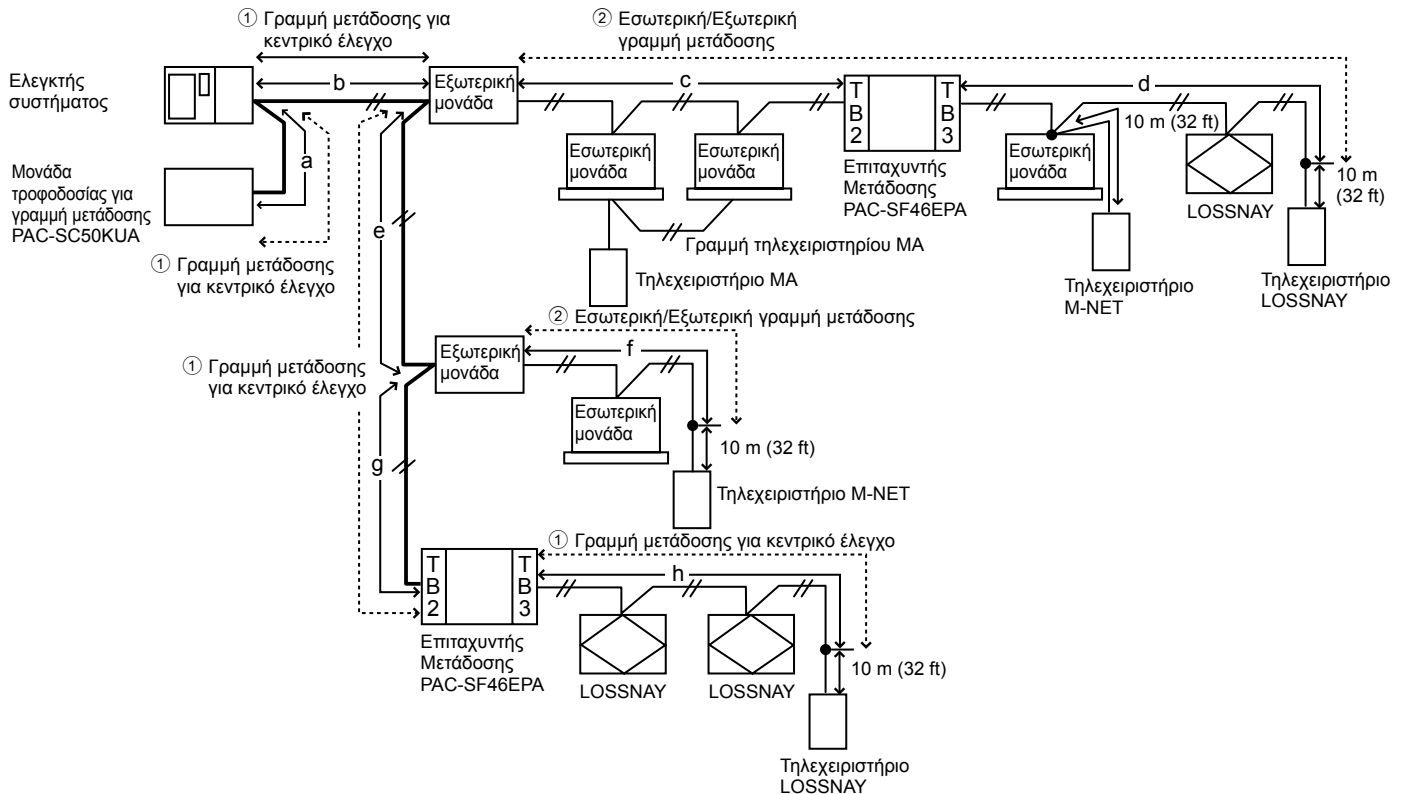 ① Γραμμή μετάδοσης για
κεντρικό έλεγχο
② Εσωτερική/Εξωτερική
γραμμή μετάδοσης
Ελεγκτής
συστήματος
b
Εξωτερική
μονάδα
c
T
B
2
T
B
3
d
10 m (32 ft)
Εσωτερική
μονάδα
Εσωτερική
μονάδα
Επιταχυντής
Μετάδοσης
PAC-SF46EPA
Εσωτερική
μονάδα
LOSSNAY
10 m
(32 ft)
a
Μονάδα
τροφοδοσίας για
γραμμή μετάδοσης
PAC-SC50KUA
e
Γραμμή τηλεχειριστηρίου MA
① Γραμμή μετάδοσης
για κεντρικό έλεγχο
Τηλεχειριστήριο MA
Τηλεχειριστήριο
M-NET
Τηλεχειριστήριο
LOSSNAY
② Εσωτερική/Εξωτερική γραμμή μετάδοσης
① Γραμμή μετάδοσης
για κεντρικό έλεγχο
Εξωτερική
μονάδα
f
Εσωτερική
μονάδα
10 m (32 ft)
g
Τηλεχειριστήριο M-NET
① Γραμμή μετάδοσης για κεντρικό έλεγχο
T
B
2
T
B
3
h
Επιταχυντής
Μετάδοσης
PAC-SF46EPA
LOSSNAY
LOSSNAY
10 m (32 ft)
Τηλεχειριστήριο
LOSSNAY